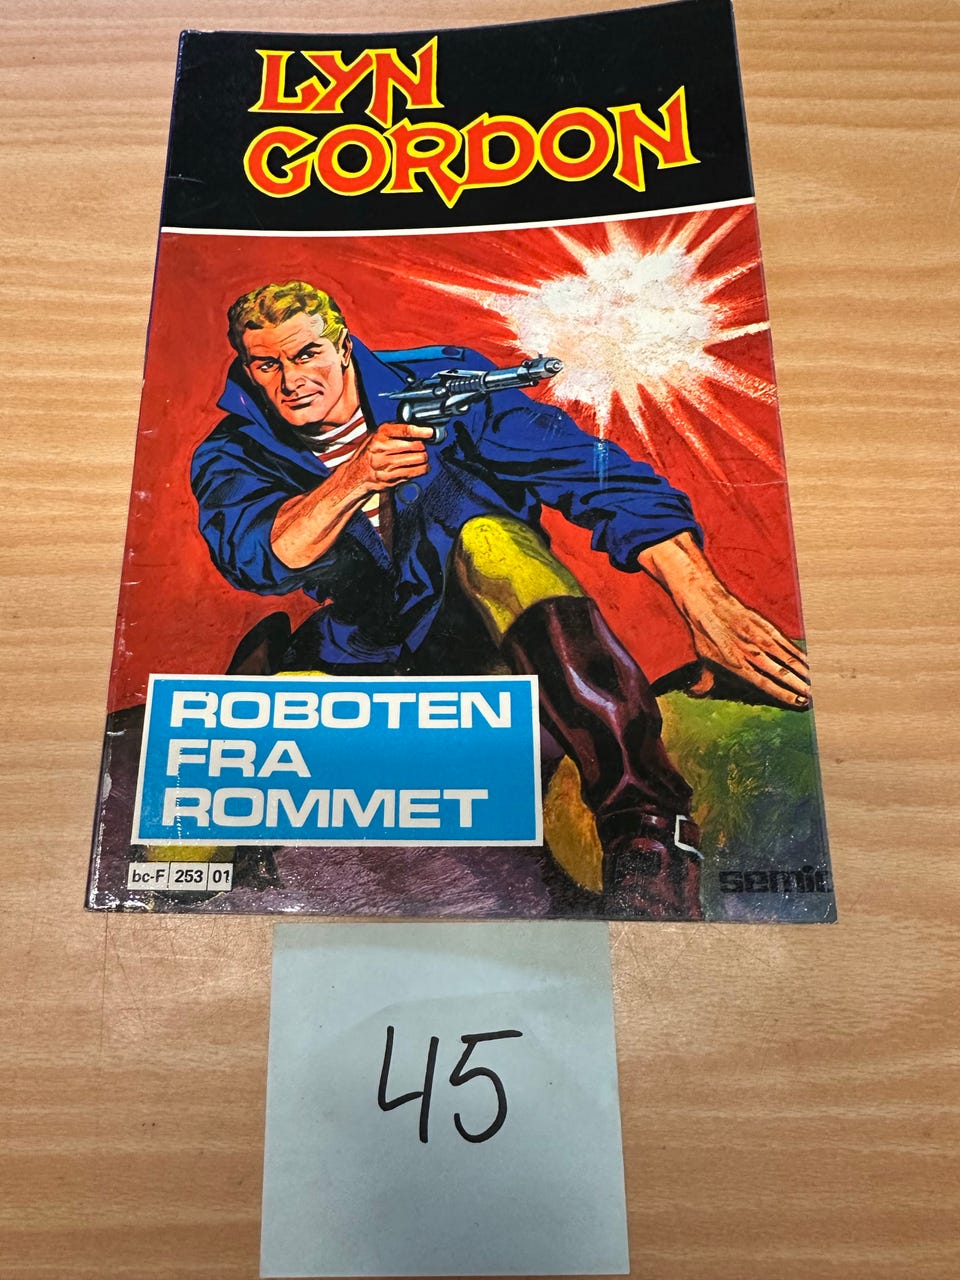 LYN
GORDON
ROBOTEN
FRA
ROMMET
bc-F 253 01
semic
45